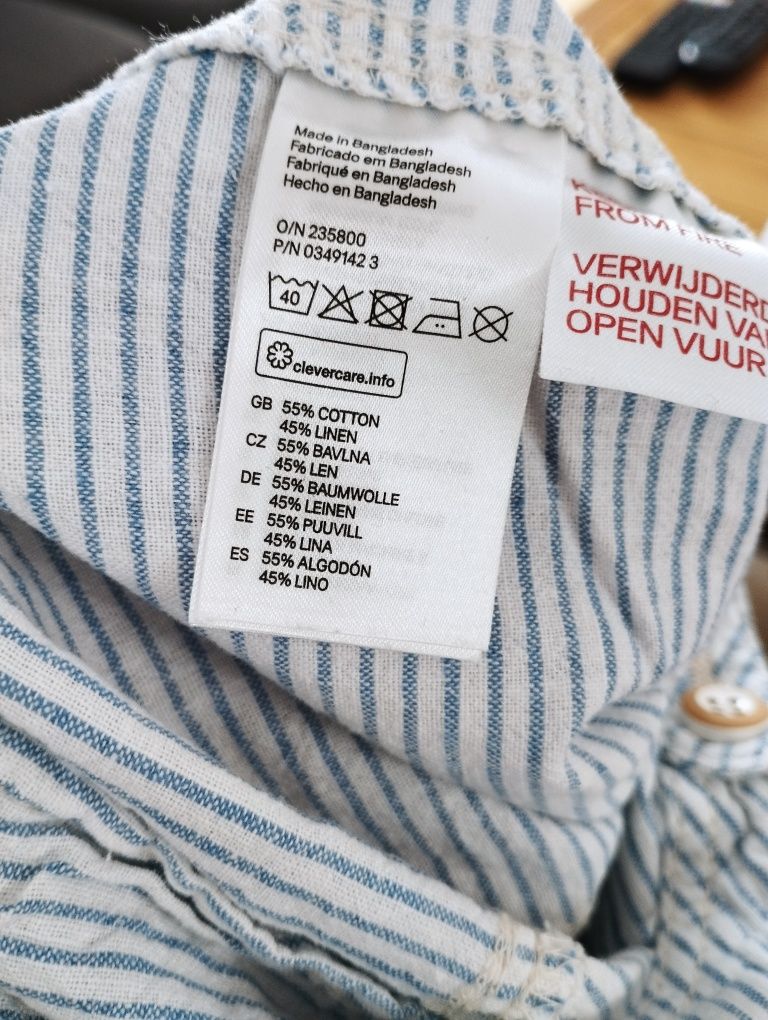 Made in Bangladesh
Fabricado em Bangladesh
Fabriqué en Bangladesh
Hecho en Bangladesh
O/N 235800
P/N 0349142 3
40
clevercare.info
GB 55% COTTON
45% LINEN
CZ 55% BAVLNA
45% LEN
DE 55% BAUMWOLLE
45% LEINEN
EE 55% PUUVILL
45% LINA
ES 55% ALGODÓN
45% LINO
FROM FIRE
VERWIJDERD
HOUDEN VAN
OPEN VUUR